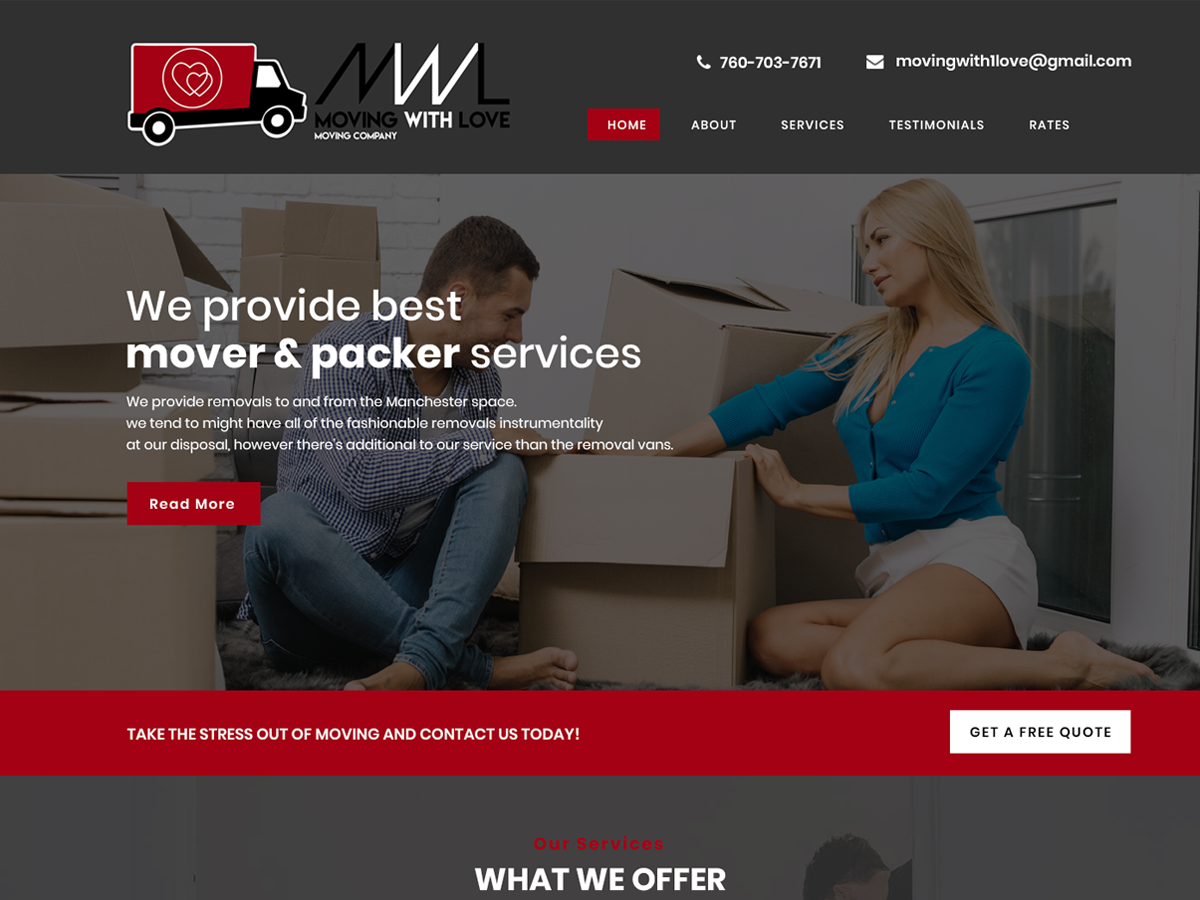 MWL
MOVING WITH LOVE
MOVING COMPANY
760-703-7671
movingwith1love@gmail.com
HOME ABOUT SERVICES TESTIMONIALS RATES
We provide best
mover & packer services
We provide removals to and from the Manchester space.
we tend to might have all of the fashionable removals instrumentality
at our disposal, however there's additional to our service than the removal vans.
Read More
TAKE THE STRESS OUT OF MOVING AND CONTACT US TODAY!
GET A FREE QUOTE
Our Services
WHAT WE OFFER